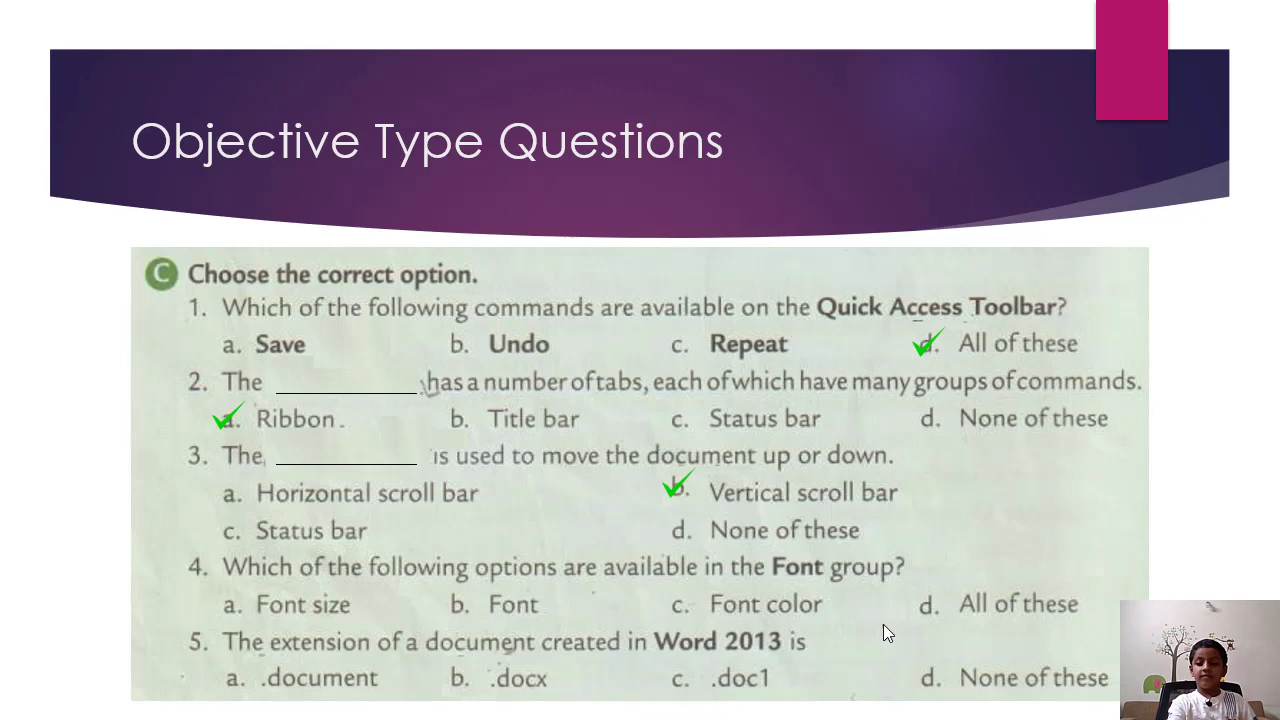 Objective Type Questions
C Choose the correct option.
1. Which of the following commands are available on the Quick Access Toolbar?
a. Save b. Undo c. Repeat d. All of these
2. The ____________ has a number of tabs, each of which have many groups of commands.
a. Ribbon. b. Title bar c. Status bar d. None of these
3. The ____________ is used to move the document up or down.
a. Horizontal scroll bar b. Vertical scroll bar
c. Status bar d. None of these
4. Which of the following options are available in the Font group?
a. Font size b. Font c. Font color d. All of these
5. The extension of a document created in Word 2013 is
a. .document b. .docx c. .doc1 d. None of these